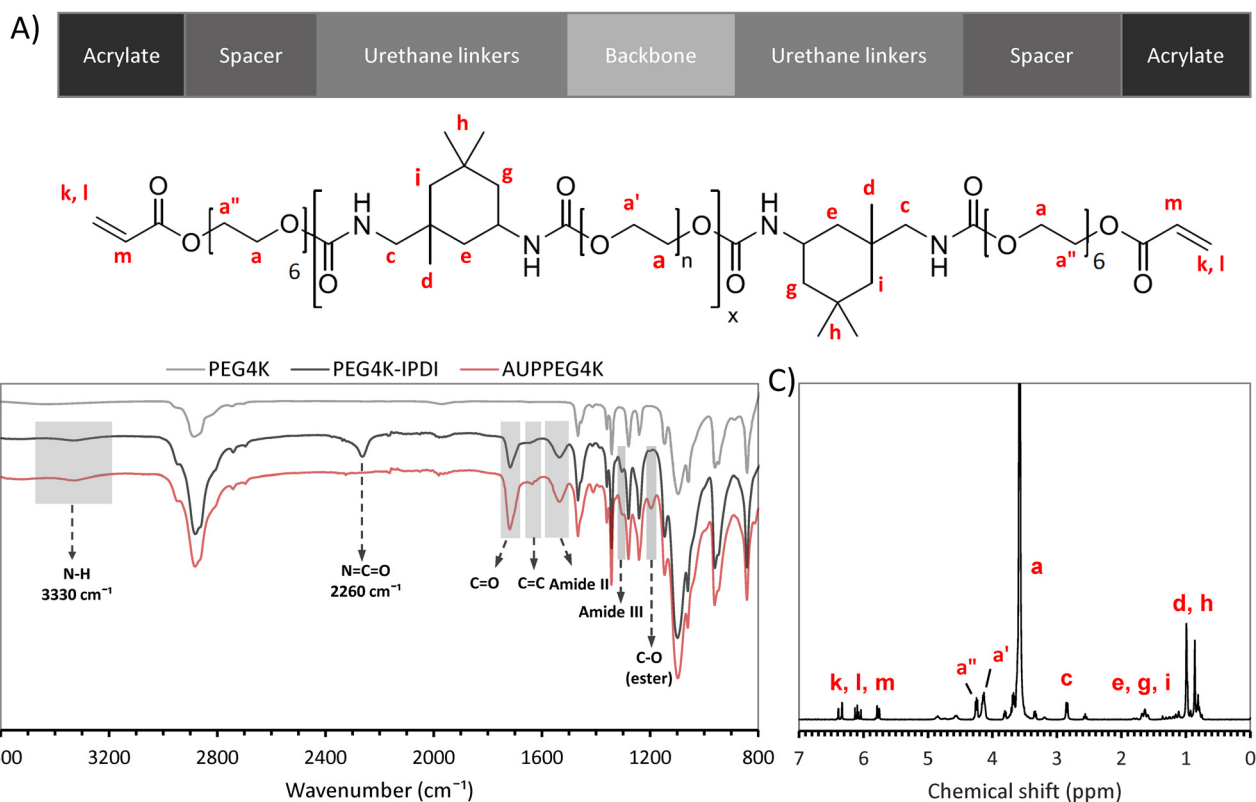 A)
Acrylate Spacer Urethane linkers Backbone Urethane linkers Spacer Acrylate
h
k, l a" i g a' d c a m
O H N O O O H N e O O
m O a O 6 O c d e N H O a n O O g i N H O a" 6 O k, l
h
x
PEG4K PEG4K-IPDI AUPPEG4K
N-H
3330 cm⁻¹
N=C=O
2260 cm⁻¹
C=O
C=C
Amide II
Amide III
C-O
(ester)
3200 2800 2400 2000 1600 1200 800
Wavenumber (cm⁻¹)
C)
a
d, h
a" a'
k, l, m
c
e, g, i
7 6 5 4 3 2 1 0
Chemical shift (ppm)